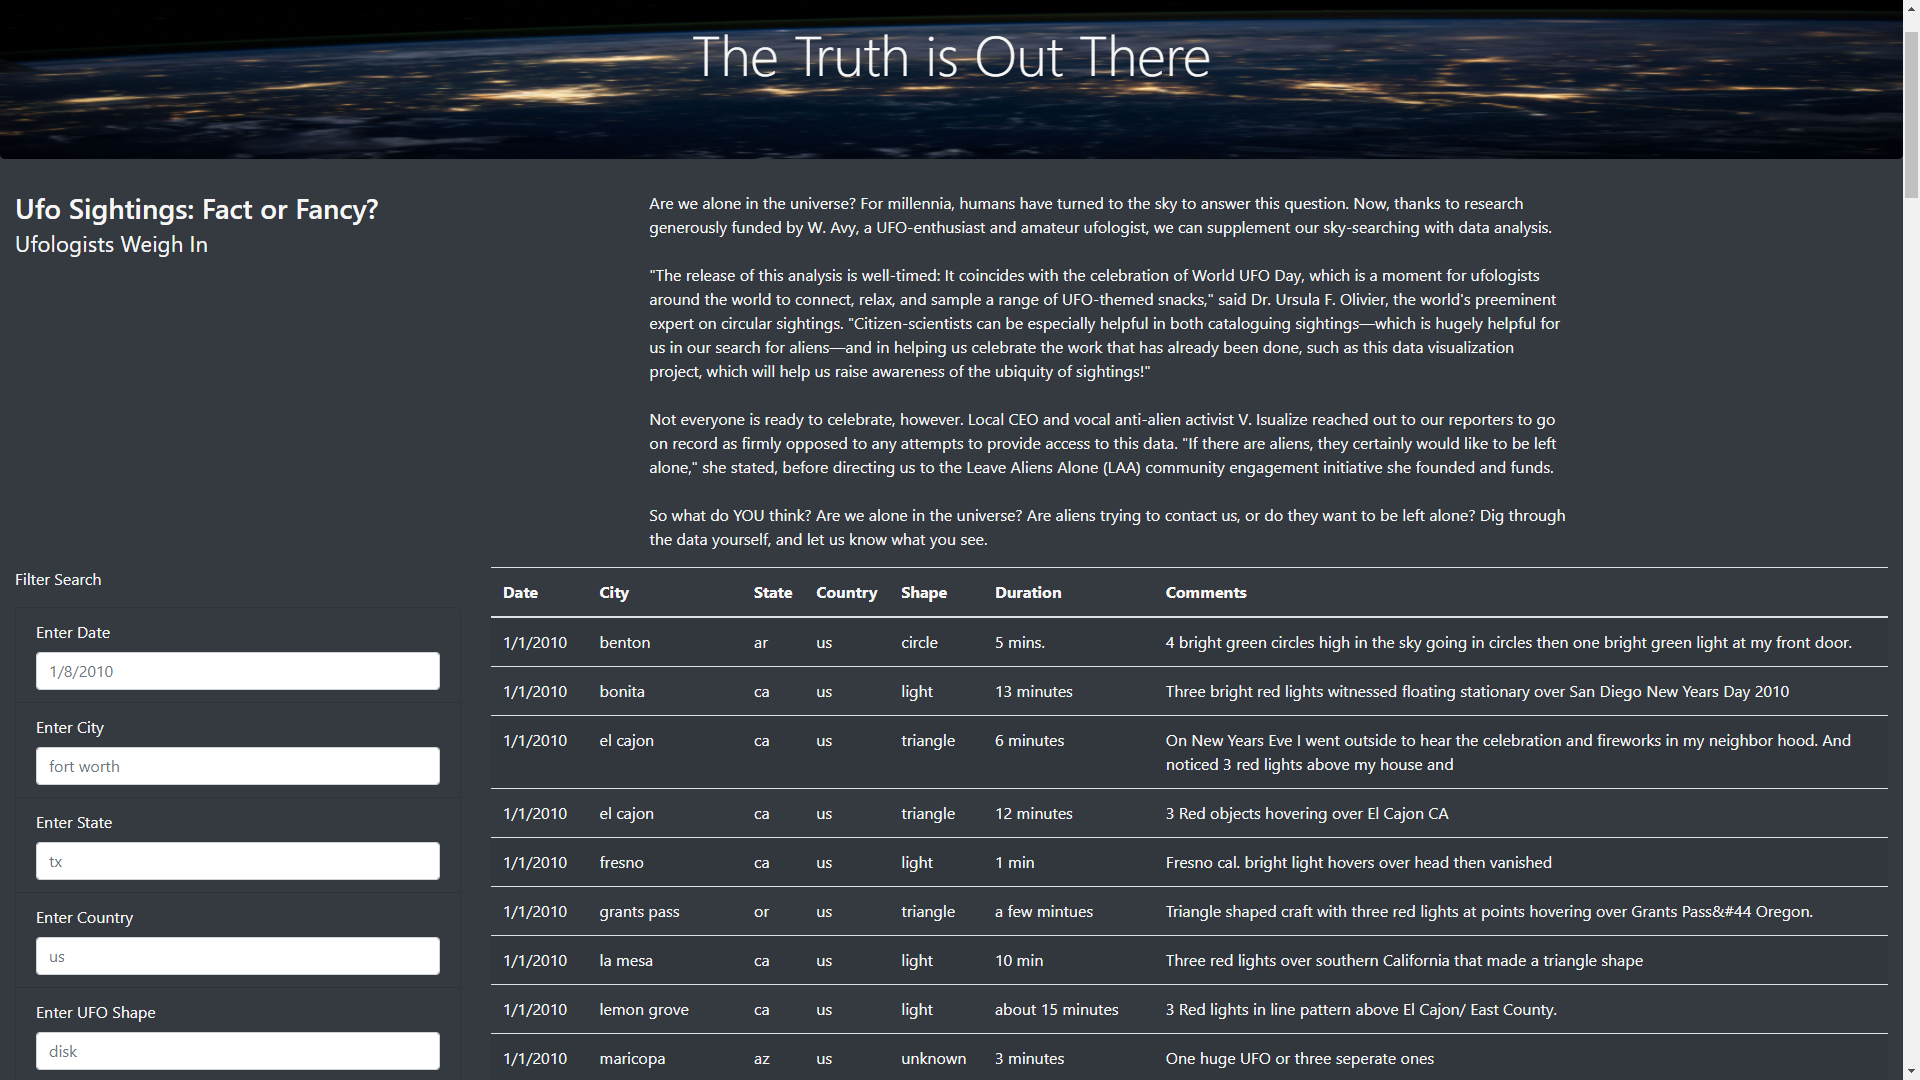 The Truth is Out There
Ufo Sightings: Fact or Fancy?
Ufologists Weigh In
Are we alone in the universe? For millennia, humans have turned to the sky to answer this question. Now, thanks to research
generously funded by W. Avy, a UFO-enthusiast and amateur ufologist, we can supplement our sky-searching with data analysis.
"The release of this analysis is well-timed: It coincides with the celebration of World UFO Day, which is a moment for ufologists
around the world to connect, relax, and sample a range of UFO-themed snacks," said Dr. Ursula F. Olivier, the world's preeminent
expert on circular sightings. "Citizen-scientists can be especially helpful in both cataloguing sightings—which is hugely helpful for
us in our search for aliens—and in helping us celebrate the work that has already been done, such as this data visualization
project, which will help us raise awareness of the ubiquity of sightings!"
Not everyone is ready to celebrate, however. Local CEO and vocal anti-alien activist V. Isualize reached out to our reporters to go
on record as firmly opposed to any attempts to provide access to this data. "If there are aliens, they certainly would like to be left
alone," she stated, before directing us to the Leave Aliens Alone (LAA) community engagement initiative she founded and funds.
So what do YOU think? Are we alone in the universe? Are aliens trying to contact us, or do they want to be left alone? Dig through
the data yourself, and let us know what you see.
Filter Search
Enter Date
1/8/2010
Enter City
fort worth
Enter State
tx
Enter Country
us
Enter UFO Shape
disk
Date City State Country Shape Duration Comments
1/1/2010 benton ar us circle 5 mins. 4 bright green circles high in the sky going in circles then one bright green light at my front door.
1/1/2010 bonita ca us light 13 minutes Three bright red lights witnessed floating stationary over San Diego New Years Day 2010
1/1/2010 el cajon ca us triangle 6 minutes On New Years Eve I went outside to hear the celebration and fireworks in my neighbor hood. And
noticed 3 red lights above my house and
1/1/2010 el cajon ca us triangle 12 minutes 3 Red objects hovering over El Cajon CA
1/1/2010 fresno ca us light 1 min Fresno cal. bright light hovers over head then vanished
1/1/2010 grants pass or us triangle a few mintues Triangle shaped craft with three red lights at points hovering over Grants Pass&#44 Oregon.
1/1/2010 la mesa ca us light 10 min Three red lights over southern California that made a triangle shape
1/1/2010 lemon grove ca us light about 15 minutes 3 Red lights in line pattern above El Cajon/ East County.
1/1/2010 maricopa az us unknown 3 minutes One huge UFO or three seperate ones